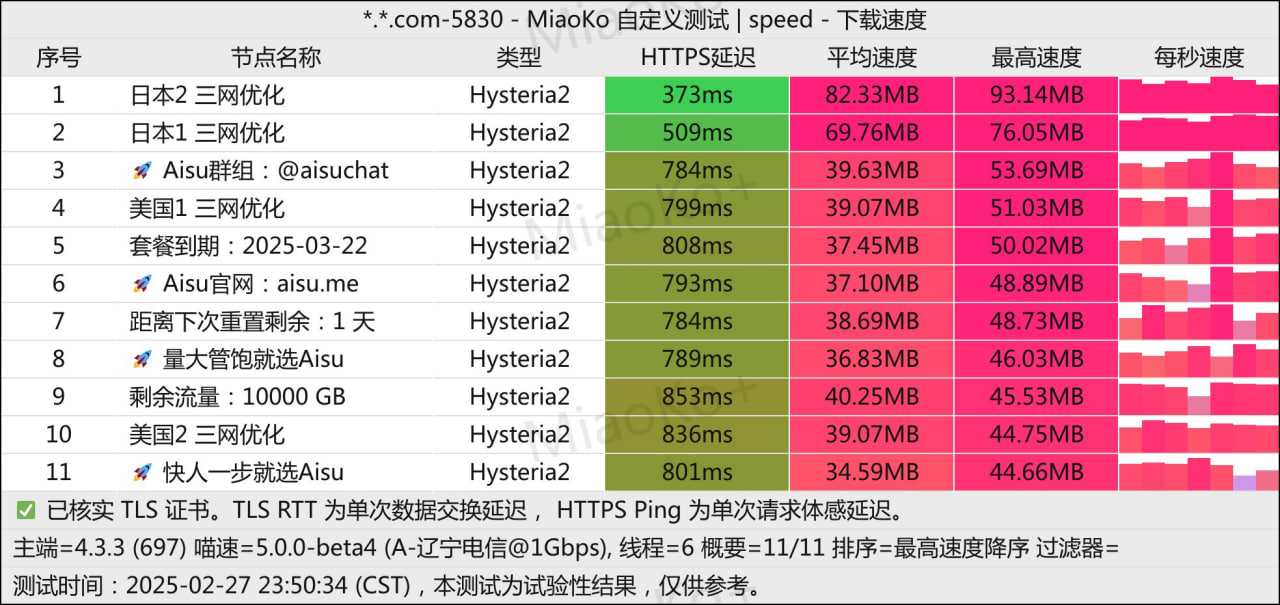 *.*.com-5830 - MiaoKo 自定义测试 | speed - 下载速度
序号 节点名称 类型 HTTPS延迟 平均速度 最高速度 每秒速度
1 日本2 三网优化 Hysteria2 373ms 82.33MB 93.14MB
2 日本1 三网优化 Hysteria2 509ms 69.76MB 76.05MB
3 🚀 Aisu群组：@aisuchat Hysteria2 784ms 39.63MB 53.69MB
4 美国1 三网优化 Hysteria2 799ms 39.07MB 51.03MB
5 套餐到期：2025-03-22 Hysteria2 808ms 37.45MB 50.02MB
6 🚀 Aisu官网：aisu.me Hysteria2 793ms 37.10MB 48.89MB
7 距离下次重置剩余：1 天 Hysteria2 784ms 38.69MB 48.73MB
8 🚀 量大管饱就选Aisu Hysteria2 789ms 36.83MB 46.03MB
9 剩余流量：10000 GB Hysteria2 853ms 40.25MB 45.53MB
10 美国2 三网优化 Hysteria2 836ms 39.07MB 44.75MB
11 🚀 快人一步就选Aisu Hysteria2 801ms 34.59MB 44.66MB
✅ 已核实 TLS 证书。TLS RTT 为单次数据交换延迟， HTTPS Ping 为单次请求体感延迟。
主端=4.3.3 (697) 喵速=5.0.0-beta4 (A-辽宁电信@1Gbps), 线程=6 概要=11/11 排序=最高速度降序 过滤器=
测试时间：2025-02-27 23:50:34 (CST)，本测试为试验性结果，仅供参考。
MiaoKo+
MiaoKo+
MiaoKo+